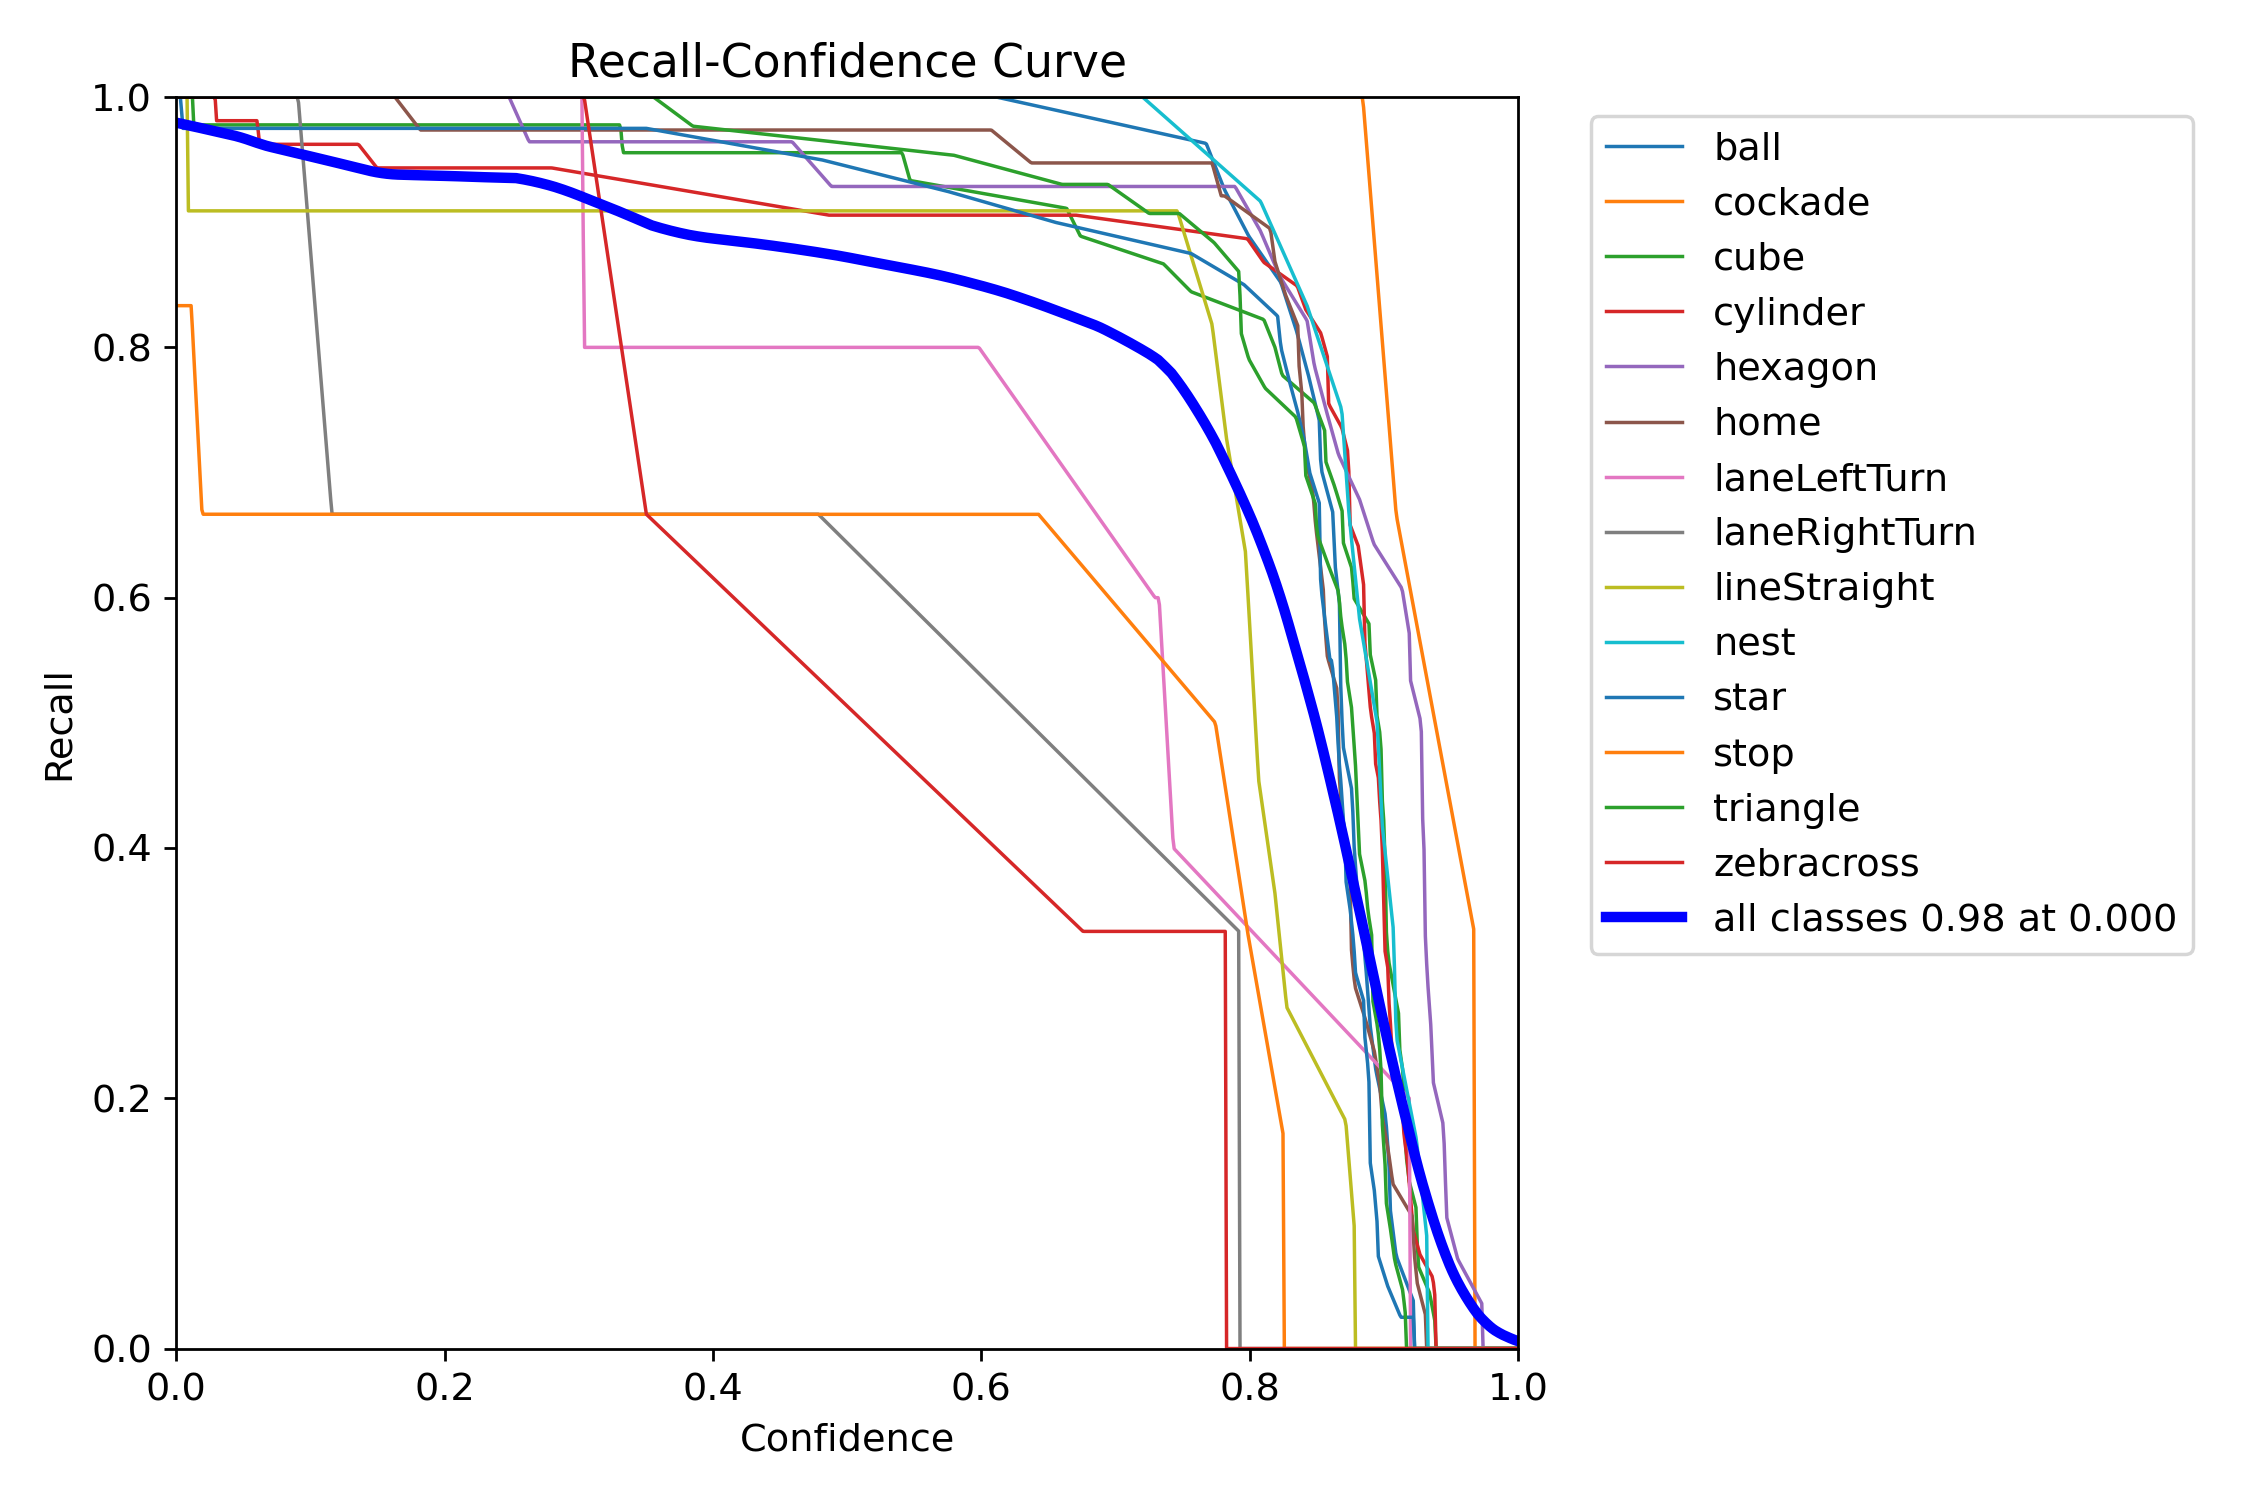 Recall-Confidence Curve
1.0
0.8
0.6
0.4
0.2
0.0
Recall
0.0 0.2 0.4 0.6 0.8 1.0
Confidence
ball
cockade
cube
cylinder
hexagon
home
laneLeftTurn
laneRightTurn
lineStraight
nest
star
stop
triangle
zebracross
all classes 0.98 at 0.000